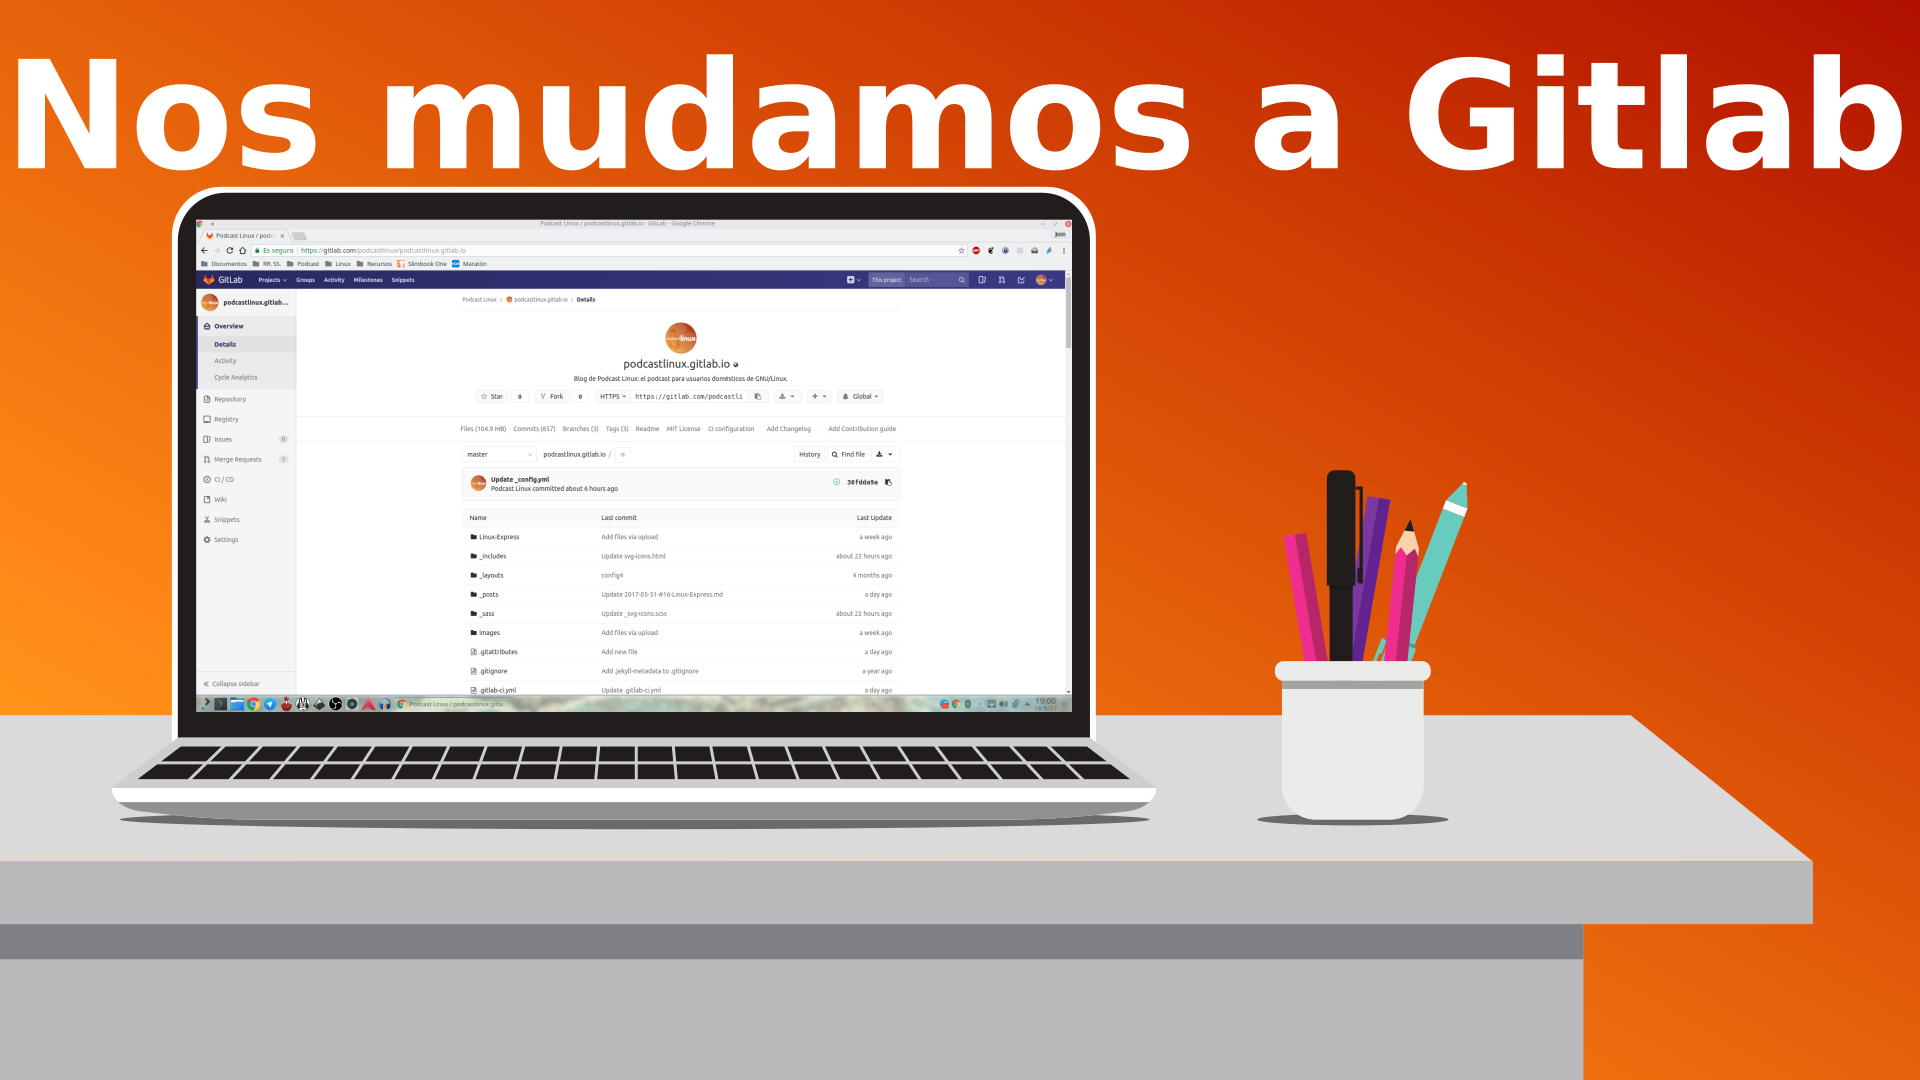 Nos mudamos a Gitlab
Podcast Linux / podcastlinux.gitlab.io · GitLab - Google Chrome
Podcast Linux / podc
Es seguro | https://gitlab.com/podcastlinux/podcastlinux.gitlab.io
Documentos RR. SS. Podcast Linux Recursos Slimbook One Maratón
GitLab Projects Groups Activity Milestones Snippets This project Search
podcastlinux.gitlab...
Podcast Linux > podcastlinux.gitlab.io > Details
Overview
Details
Activity
Cycle Analytics
Repository
Registry
Issues 0
Merge Requests 1
CI / CD
Wiki
Snippets
Settings
Collapse sidebar
podcastlinux.gitlab.io
Blog de Podcast Linux: el podcast para usuarios domésticos de GNU/Linux.
Star 0 Fork 0 HTTPS https://gitlab.com/podcastli Global
Files (104.9 MB) Commits (657) Branches (3) Tags (3) Readme MIT License CI configuration Add Changelog Add Contribution guide
master podcastlinux.gitlab.io / + History Find file
Update _config.yml
Podcast Linux committed about 6 hours ago 36fdda9a
Name Last commit Last Update
Linux-Express Add files via upload a week ago
_includes Update svg-icons.html about 22 hours ago
_layouts config4 4 months ago
_posts Update 2017-05-31-#16-Linux-Express.md a day ago
_sass Update _svg-icons.scss about 22 hours ago
images Add files via upload a week ago
.gitattributes Add new file a day ago
.gitignore Add .jekyll-metadata to .gitignore a year ago
.gitlab-ci.yml Update .gitlab-ci.yml a day ago
Podcast Linux / podcastlinux.gitla...
19:00
18/9/17